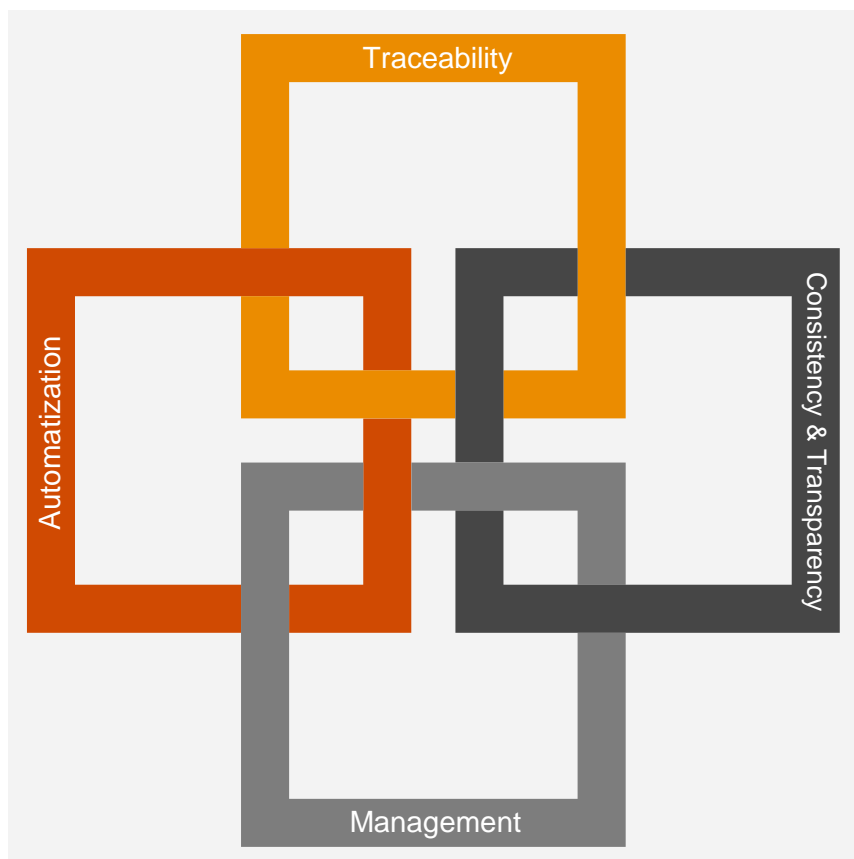 Traceability
Automatization
Consistency & Transparency
Management